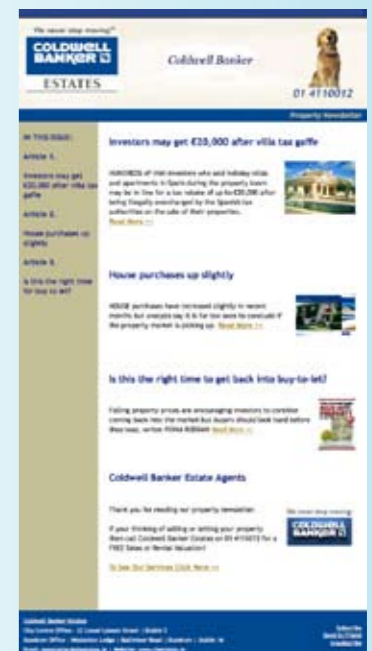 We never stop moving
COLDWELL
BANKER
ESTATES
Coldwell Banker
01 4110012
Property Newsletter
IN THIS ISSUE:
Article 1.
Investors may get
€20,000 after villa tax
gaffe
Article 2.
House purchases up
slightly
Article 3.
Is this the right time
for buy to let?
Investors may get €20,000 after villa tax gaffe
HUNDREDS of Irish investors who sold holiday villas
and apartments in Spain during the property boom
may be in line for a tax rebate of up to €20,000 after
being illegally overcharged by the Spanish tax
authorities on the sale of their properties.
Read More >>
House purchases up slightly
HOUSE purchases have increased slightly in recent
months but analysts say it is far too soon to conclude if
the property market is picking up. Read More >>
Is this the right time to get back into buy-to-let?
Falling property prices are encouraging investors to
coming back into the market but buyers should look hard before
they leap, writes
Read More >>
Coldwell Banker Estate Agents
Thank you for reading our property newsletter.
If your thinking of selling or letting your property
then call Coldwell Banker Estates on 01 4110012 for a
FREE Sales or Rental Valuation!
To See Our Services Click Here >>
We never stop moving
COLDWELL
BANKER
Coldwell Banker Estates
City Centre Office